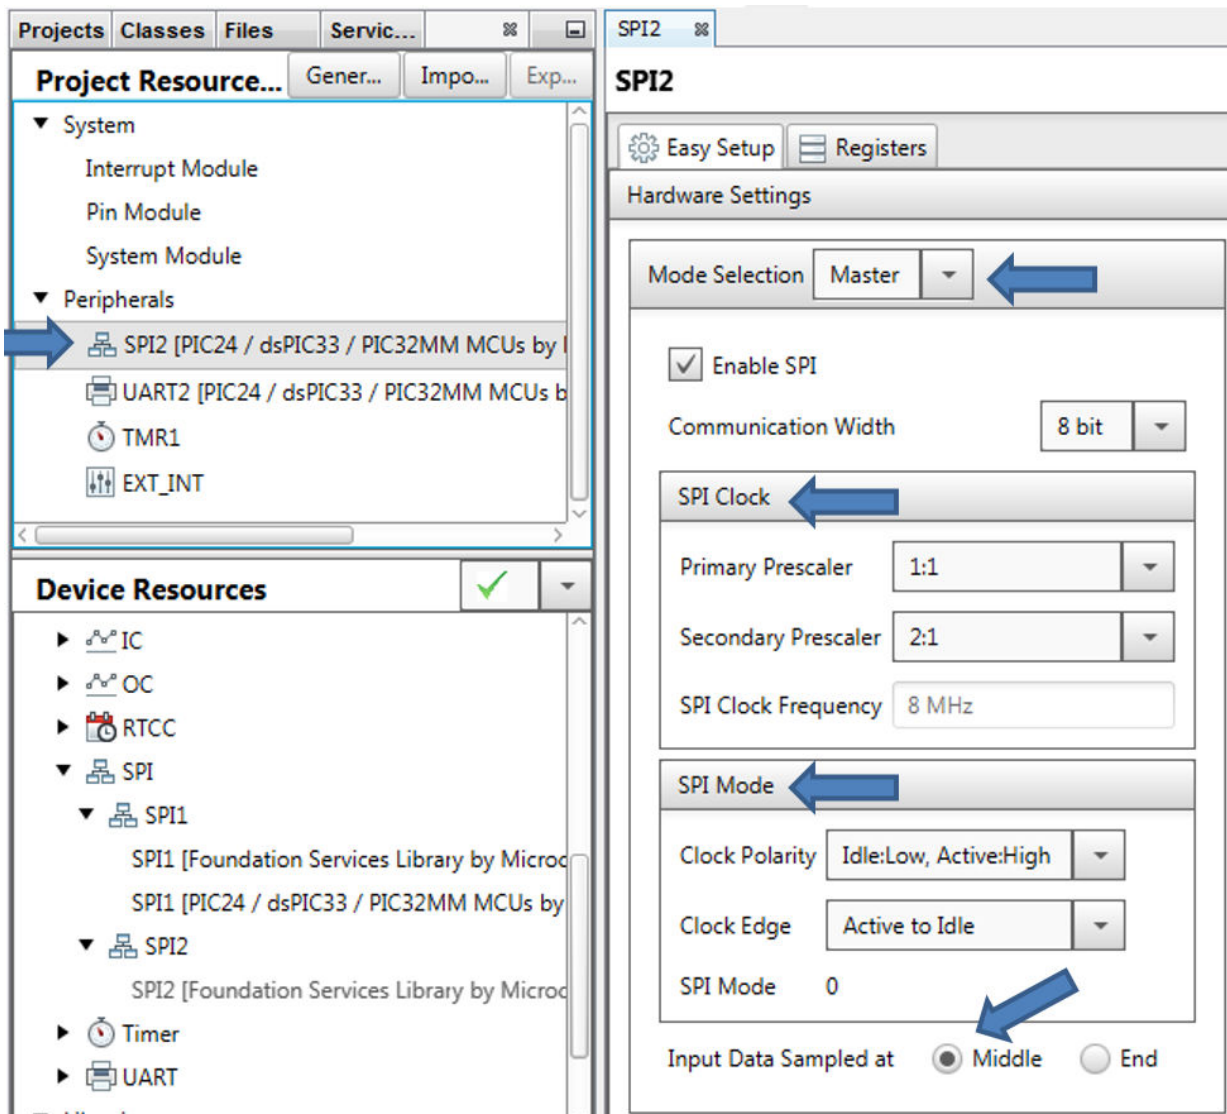 Projects Classes Files Servic...
Project Resource... Gener... Impo... Exp...
System
Interrupt Module
Pin Module
System Module
Peripherals
SPI2 [PIC24 / dsPIC33 / PIC32MM MCUs by
UART2 [PIC24 / dsPIC33 / PIC32MM MCUs b
TMR1
EXT_INT
Device Resources
IC
OC
RTCC
SPI
SPI1
SPI1 [Foundation Services Library by Microc
SPI1 [PIC24 / dsPIC33 / PIC32MM MCUs by
SPI2
SPI2 [Foundation Services Library by Microc
Timer
UART
SPI2
SPI2
Easy Setup Registers
Hardware Settings
Mode Selection Master
Enable SPI
Communication Width 8 bit
SPI Clock
Primary Prescaler 1:1
Secondary Prescaler 2:1
SPI Clock Frequency 8 MHz
SPI Mode
Clock Polarity Idle:Low, Active:High
Clock Edge Active to Idle
SPI Mode 0
Input Data Sampled at Middle End